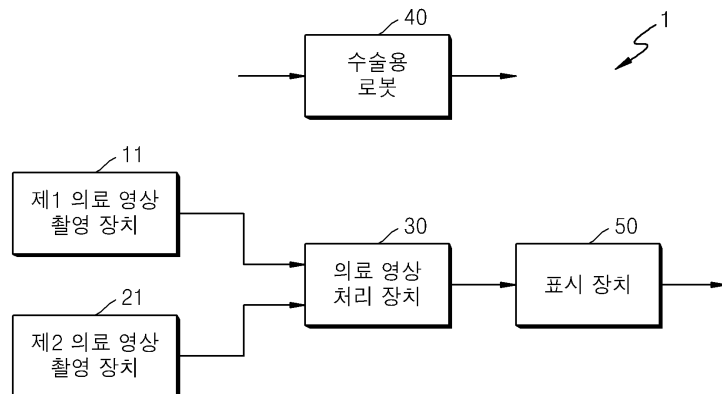 40
1
수술용
로봇
11
제1 의료 영상
촬영 장치
30
의료 영상
처리 장치
50
표시 장치
21
제2 의료 영상
촬영 장치